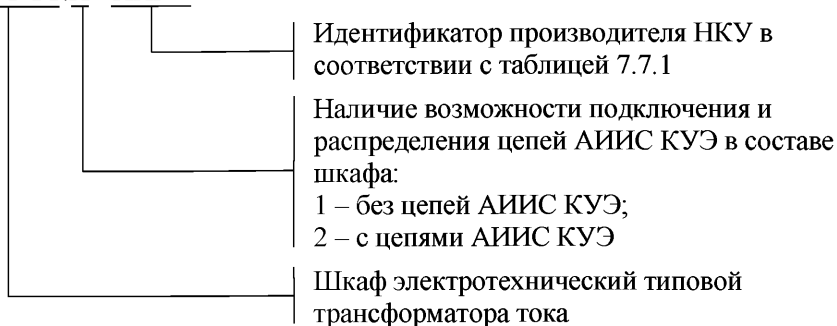 Идентификатор производителя НКУ в
соответствии с таблицей 7.7.1
Наличие возможности подключения и
распределения цепей АИИС КУЭ в составе
шкафа:
1 – без цепей АИИС КУЭ;
2 – с цепями АИИС КУЭ
Шкаф электротехнический типовой
трансформатора тока